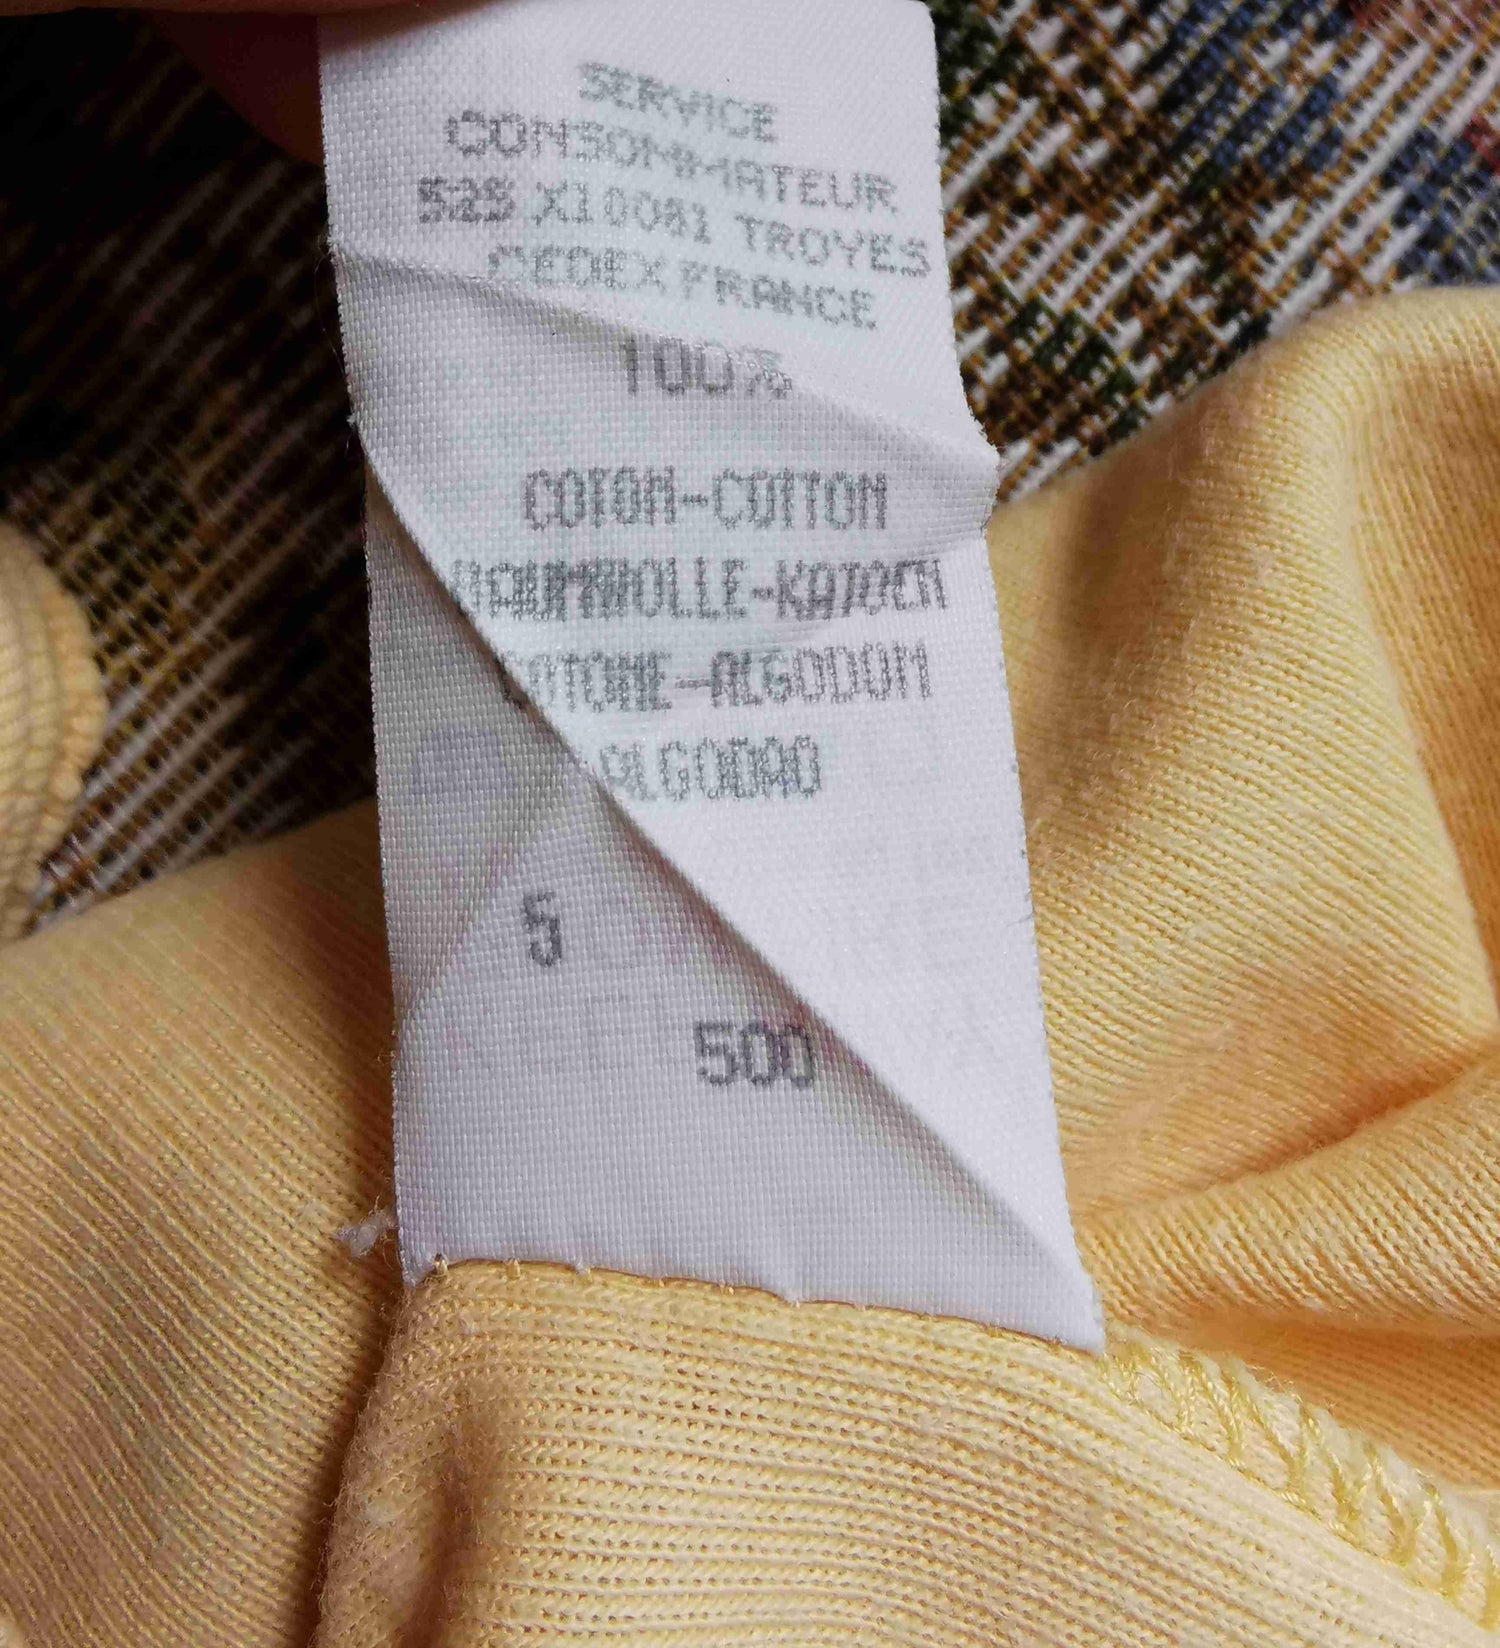 SERVICE
CONSOMMATEUR
525 X10081 TROYES
CEDEX FRANCE
100%
COTON-COTTON
BAUMWOLLE-KATOEN
COTONE-ALGODON
ALGODAO
5
500